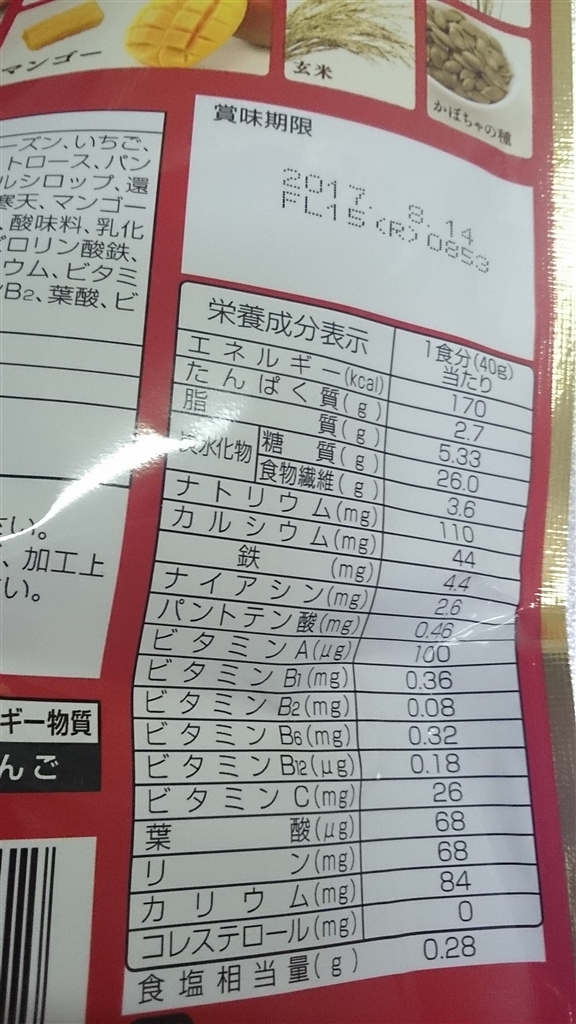 マンゴー
玄米
かぼちゃの種
ーズン、いちご、
トロース、パン
ルシロップ、還
寒天、マンゴー
、酸味料、乳化
ピロリン酸鉄、
ウム、ビタミ
B2、葉酸、ビ
い。
、加工上
さい。
ギー物質
んご
賞味期限
2017. 8.14
FL15(R)0853
栄養成分表示 1食分(40g)当たり
エネルギー(kcal) 170
たんぱく質(g) 2.7
脂質(g) 5.33
炭水化物 糖質(g) 26.0
食物繊維(g) 3.6
ナトリウム(mg) 110
カルシウム(mg) 44
鉄(mg) 4.4
ナイアシン(mg) 2.6
パントテン酸(mg) 0.46
ビタミンA(μg) 100
ビタミンB1(mg) 0.36
ビタミンB2(mg) 0.08
ビタミンB6(mg) 0.32
ビタミンB12(μg) 0.18
ビタミンC(mg) 26
葉酸(μg) 68
リン(mg) 68
カリウム(mg) 84
コレステロール(mg) 0
食塩相当量(g) 0.28